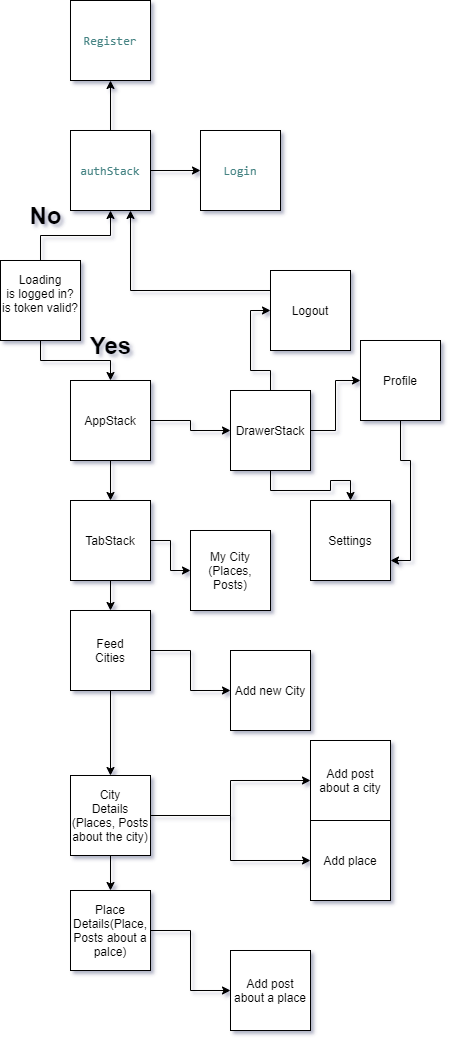 Register
authStack
Login
No
Loading
is logged in?
is token valid?
Logout
Yes
Profile
AppStack
DrawerStack
TabStack
Settings
My City
(Places,
Posts)
Feed
Cities
Add new City
City
Details
(Places, Posts
about the city)
Add post
about a city
Add place
Place
Details(Place,
Posts about a
palce)
Add post
about a place